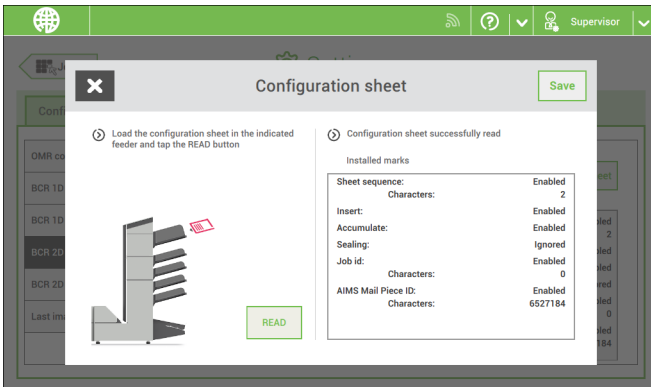 Supervisor
Configuration sheet
Save
Load the configuration sheet in the indicated
feeder and tap the READ button
READ
Configuration sheet successfully read
Installed marks
Sheet sequence: Enabled
Characters: 2
Insert: Enabled
Accumulate: Enabled
Sealing: Ignored
Job id: Enabled
Characters: 0
AIMS Mail Piece ID: Enabled
Characters: 6527184
OMR
BCR 1D
BCR 1D
BCR 2D
BCR 2D
Last
2
0